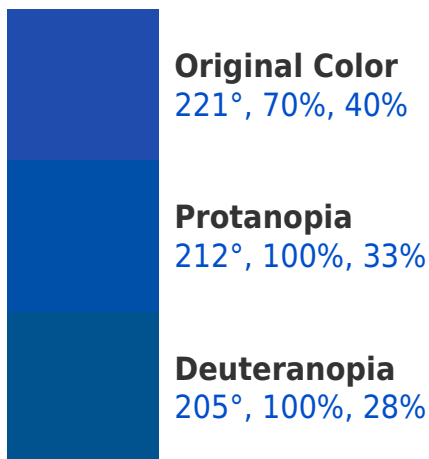 Original Color
221°, 70%, 40%
Protanopia
212°, 100%, 33%
Deuteranopia
205°, 100%, 28%